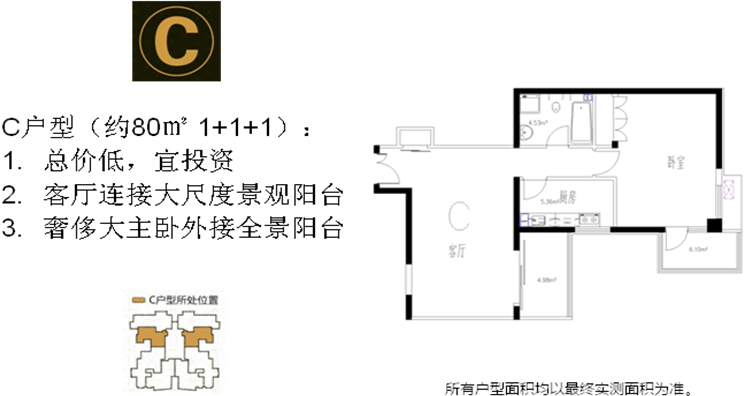 C
C户型（约80㎡ 1+1+1）：
1. 总价低，宜投资
2. 客厅连接大尺度景观阳台
3. 奢侈大主卧外接全景阳台
C户型所处位置
4.53m²
卧室
5.36m²
厨房
客厅
6.10m²
4.98m²
所有户型面积均以最终实测面积为准。